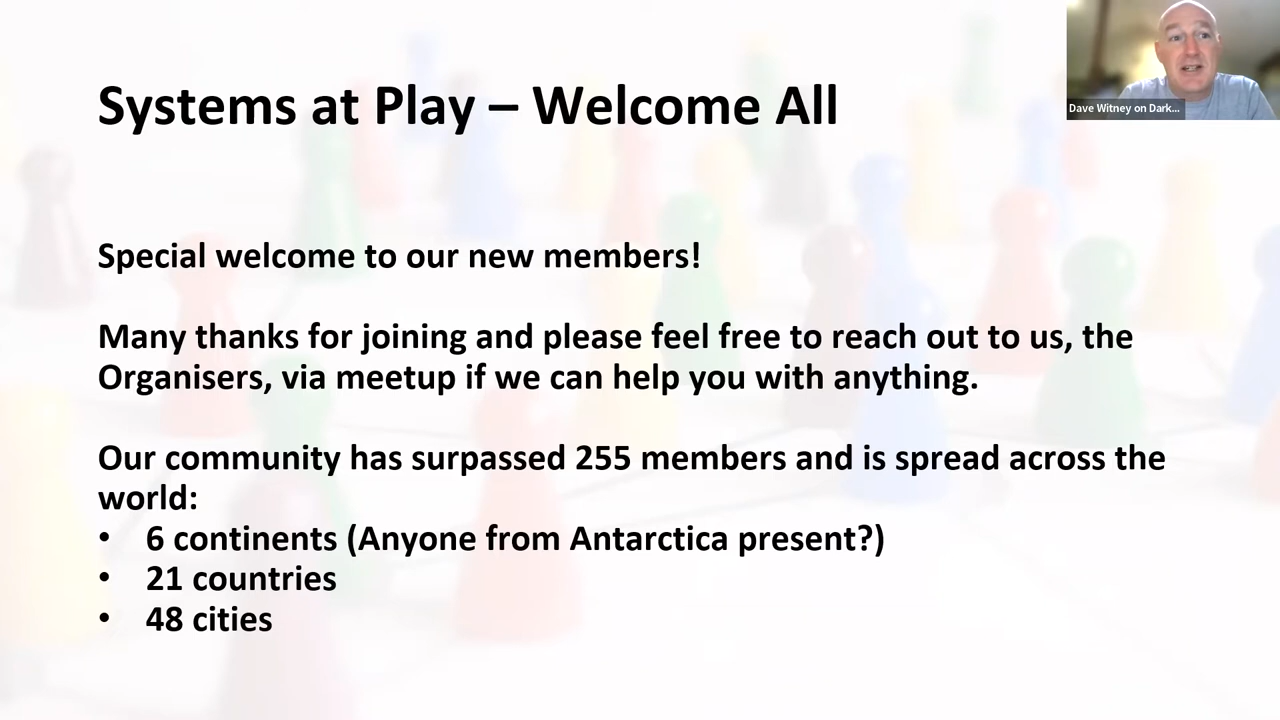 Systems at Play – Welcome All
Dave Witney on Dark...
Special welcome to our new members!
Many thanks for joining and please feel free to reach out to us, the
Organisers, via meetup if we can help you with anything.
Our community has surpassed 255 members and is spread across the
world:
• 6 continents (Anyone from Antarctica present?)
• 21 countries
• 48 cities